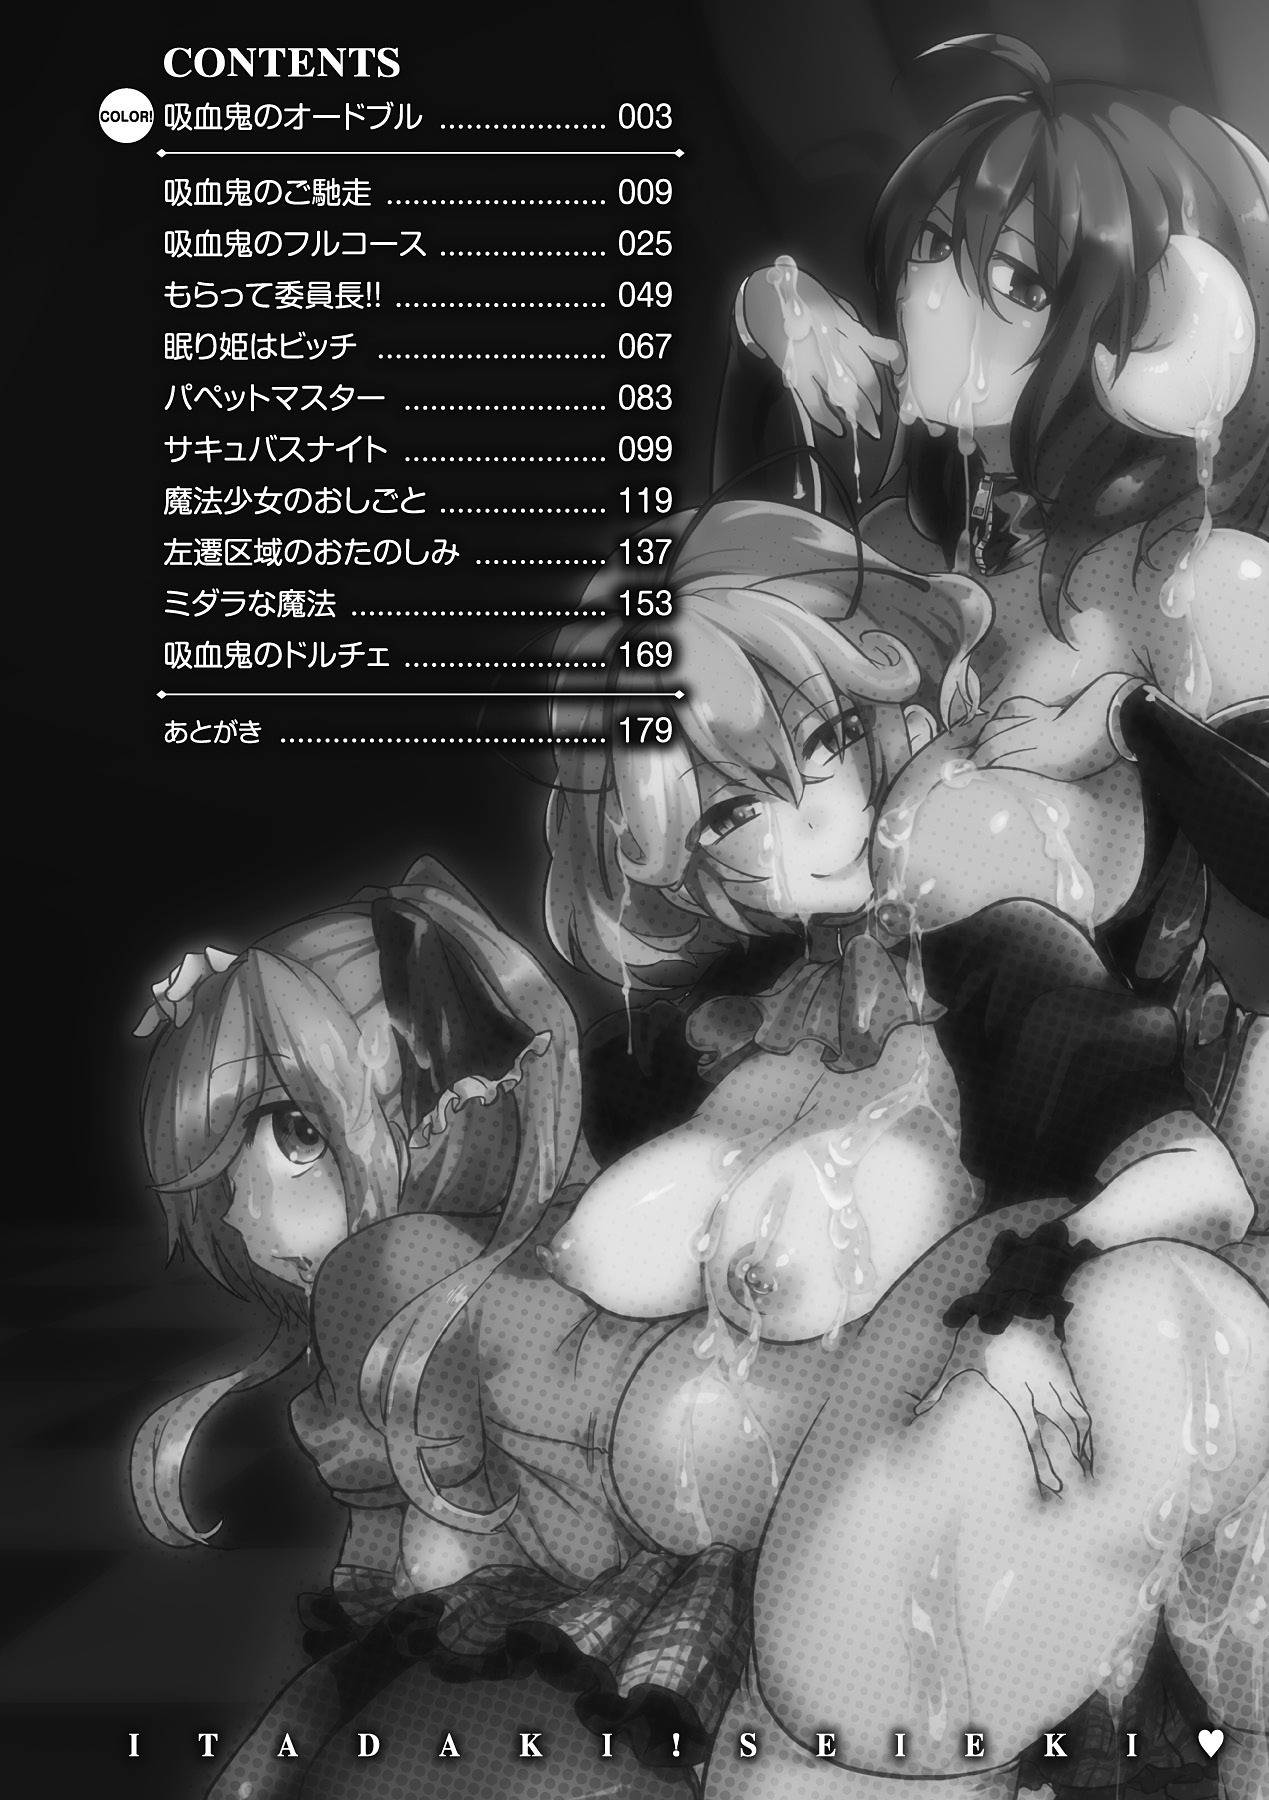 CONTENTS
COLOR! 吸血鬼のオードブル ................... 003
吸血鬼のご馳走 ......................... 009
吸血鬼のフルコース ................... 025
もらって委員長!! ........................ 049
眠り姫はビッチ .......................... 067
パペットマスター ....................... 083
サキュバスナイト ....................... 099
魔法少女のおしごと ................... 119
左遷区域のおたのしみ ............... 137
ミダラな魔法 ............................. 153
吸血鬼のドルチェ ....................... 169
あとがき ..................................... 179
ITADAKI!SEIEKI♥